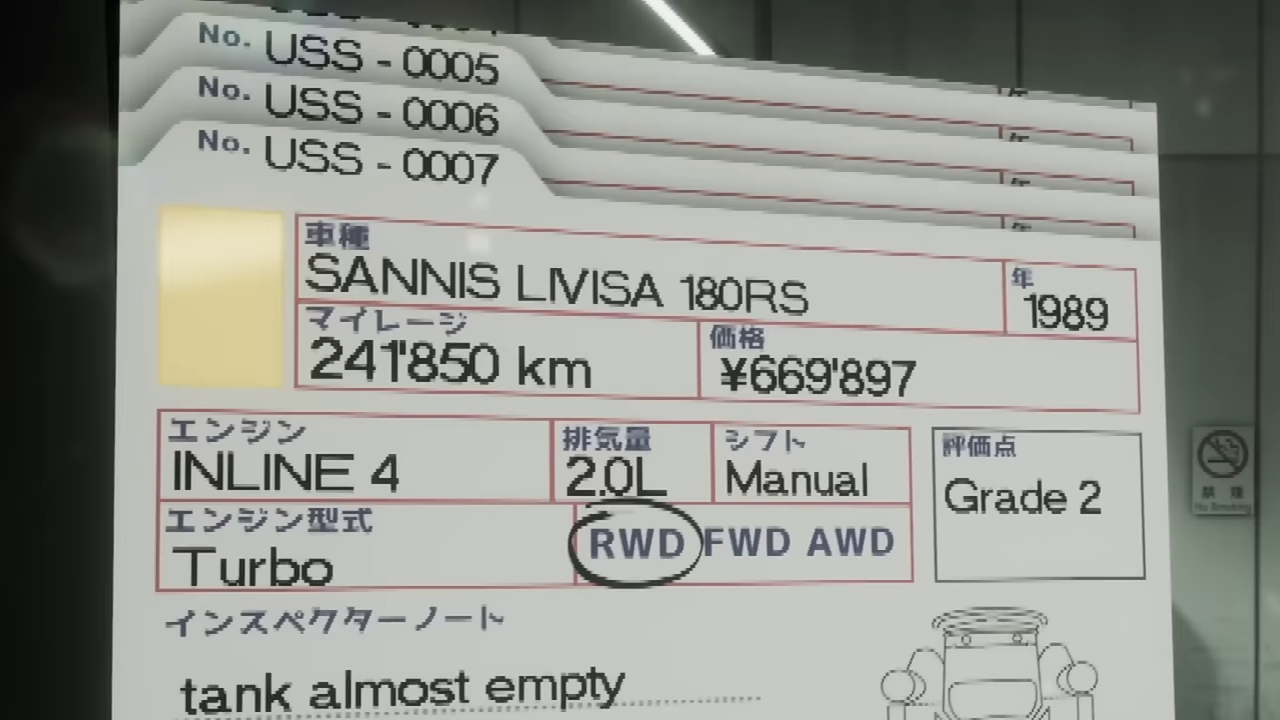 No. USS - 0005
No. USS - 0006
No. USS - 0007
車種
SANNIS LIVISA 180RS
年
1989
マイレージ
241'850 km
価格
¥669'897
エンジン
INLINE 4
排気量
2.0L
シフト
Manual
評価点
Grade 2
エンジン型式
Turbo
RWD FWD AWD
インスペクターノート
tank almost empty
禁煙
No Smoking